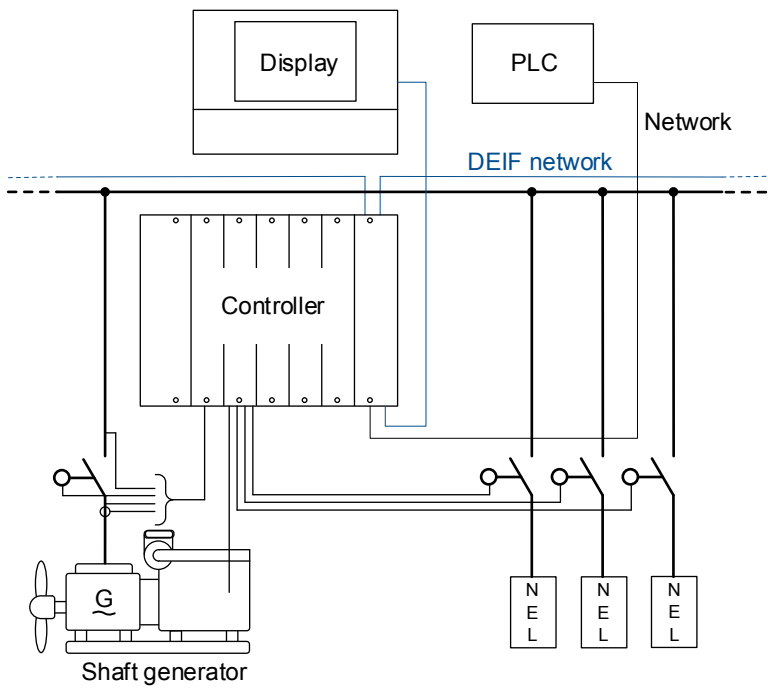 Display
PLC
Network
DEIF network
Controller
G
N
E
L
N
E
L
N
E
L
Shaft generator